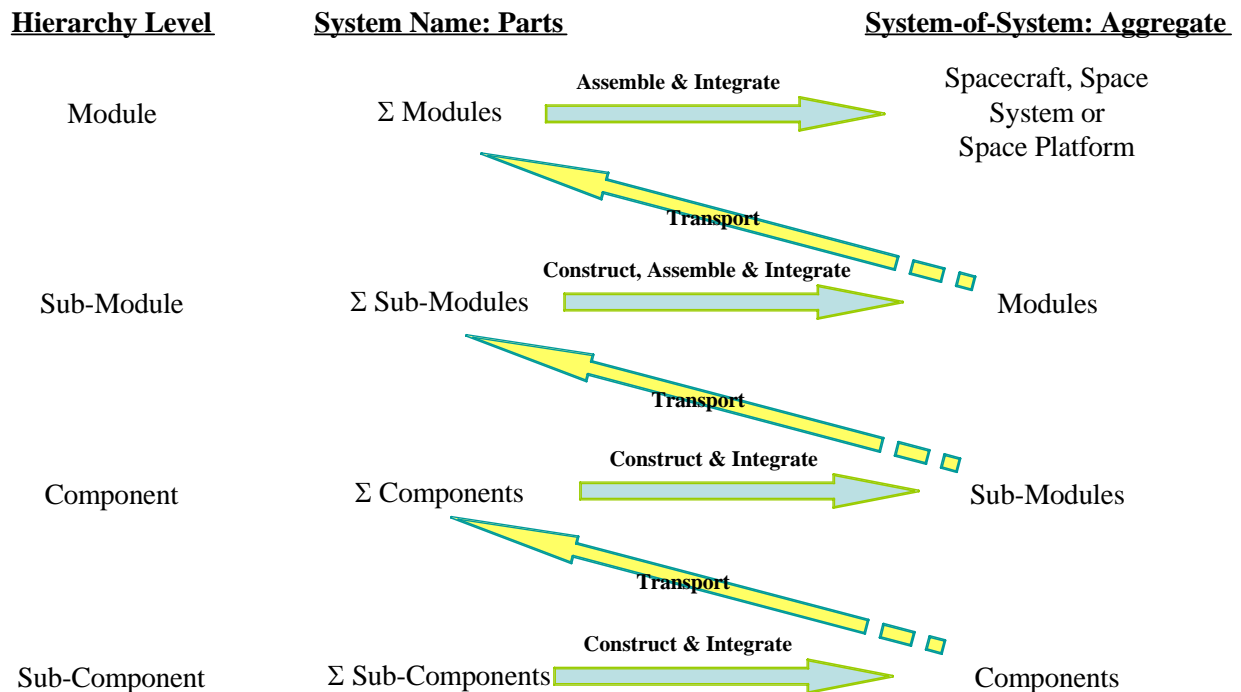 Hierarchy Level System Name: Parts System-of-System: Aggregate
Assemble & Integrate
Module Σ Modules Spacecraft, Space
System or
Space Platform
Transport
Construct, Assemble & Integrate
Sub-Module Σ Sub-Modules Modules
Transport
Construct & Integrate
Component Σ Components Sub-Modules
Transport
Construct & Integrate
Sub-Component Σ Sub-Components Components